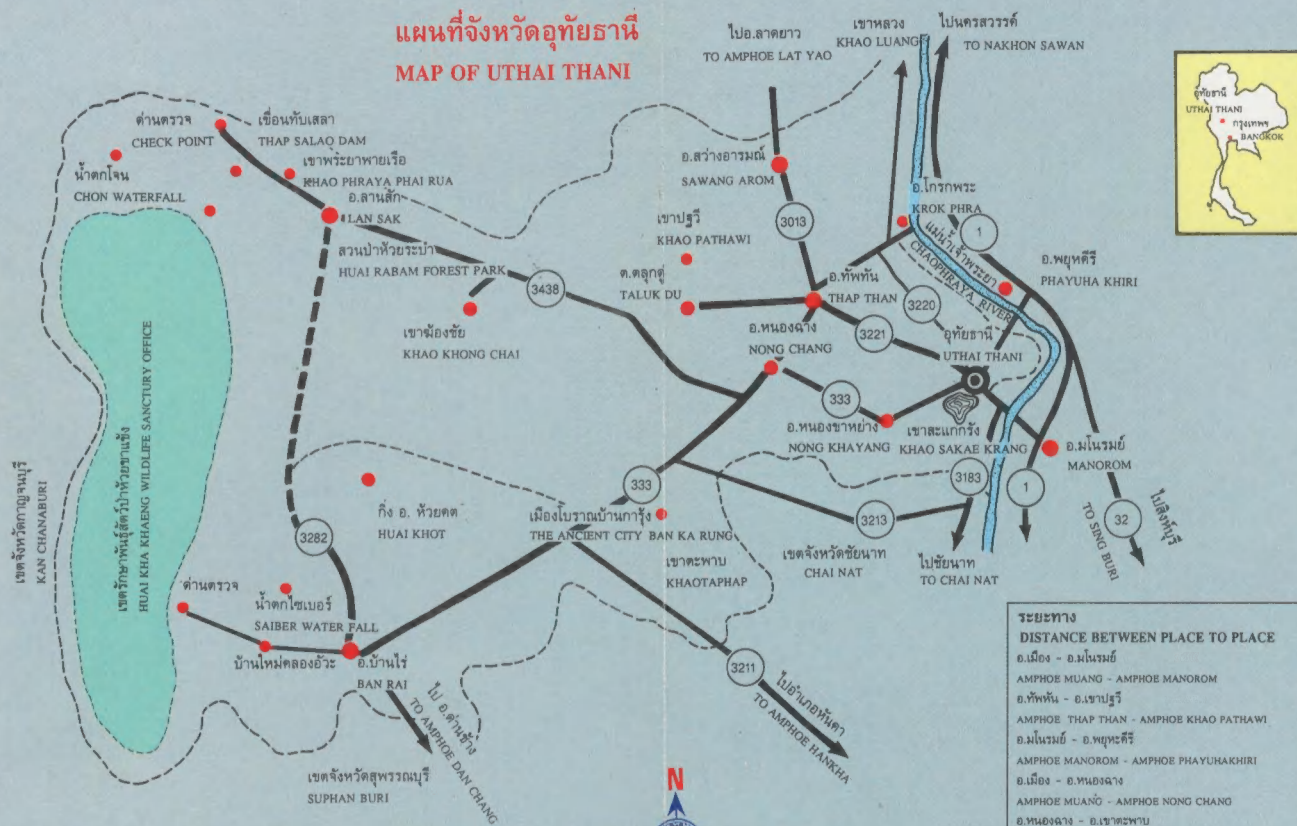 แผนที่จังหวัดอุทัยธานี
MAP OF UTHAI THANI
ไปอ.ลาดยาว
TO AMPHOE LAT YAO
เขาหลวง
KHAO LUANG
ไปนครสวรรค์
TO NAKHON SAWAN
อุทัยธานี
UTHAI THANI
กรุงเทพฯ
BANGKOK
ด่านตรวจ
CHECK POINT
เขื่อนทับเสลา
THAP SALAO DAM
น้ำตกโจน
CHON WATERFALL
เขาพระยาพายเรือ
KHAO PHRAYA PHAI RUA
อ.ลานสัก
LAN SAK
อ.สว่างอารมณ์
SAWANG AROM
อ.โกรกพระ
KROK PHRA
สวนป่าห้วยระบำ
HUAI RABAM FOREST PARK
3438
เขาปฐวี
KHAO PATHAWI
3013
1
แม่น้ำเจ้าพระยา
CHAOPHRAYA RIVER
อ.พยุหคีรี
PHAYUHA KHIRI
ต.ตลุกดู่
TALUK DU
อ.ทัพทัน
THAP THAN
3220
3221
เขาฆ้องชัย
KHAO KHONG CHAI
อ.หนองฉาง
NONG CHANG
อุทัยธานี
UTHAI THANI
333
อ.หนองขาหย่าง
NONG KHAYANG
เขาสะแกกรัง
KHAO SAKAE KRANG
อ.มโนรมย์
MANOROM
เขตจังหวัดกาญจนบุรี
KAN CHANABURI
เขตรักษาพันธุ์สัตว์ป่าห้วยขาแข้ง
HUAI KHA KHAENG WILDLIFE SANCTURY OFFICE
3282
กิ่ง อ. ห้วยคต
HUAI KHOT
333
เมืองโบราณบ้านการุ้ง
THE ANCIENT CITY BAN KA RUNG
เขาตะพาบ
KHAOTAPHAP
3213
เขตจังหวัดชัยนาท
CHAI NAT
3183
1
32
ไปชัยนาท
TO CHAI NAT
ไปสิงห์บุรี
TO SING BURI
ด่านตรวจ
น้ำตกไซเบอร์
SAIBER WATER FALL
บ้านใหม่คลองอ้วะ
อ.บ้านไร่
BAN RAI
ไป อ.ด่านช้าง
TO AMPHOE DAN CHANG
เขตจังหวัดสุพรรณบุรี
SUPHAN BURI
3211
ไปอำเภอหันคา
TO AMPHOE HANKHA
N
ระยะทาง
DISTANCE BETWEEN PLACE TO PLACE
อ.เมือง - อ.มโนรมย์
AMPHOE MUANG - AMPHOE MANOROM
อ.ทัพทัน - อ.เขาปฐวี
AMPHOE THAP THAN - AMPHOE KHAO PATHAWI
อ.มโนรมย์ - อ.พยุหะคีรี
AMPHOE MANOROM - AMPHOE PHAYUHAKHIRI
อ.เมือง - อ.หนองฉาง
AMPHOE MUANG - AMPHOE NONG CHANG
อ.หนองฉาง - อ.เขาตะพาบ